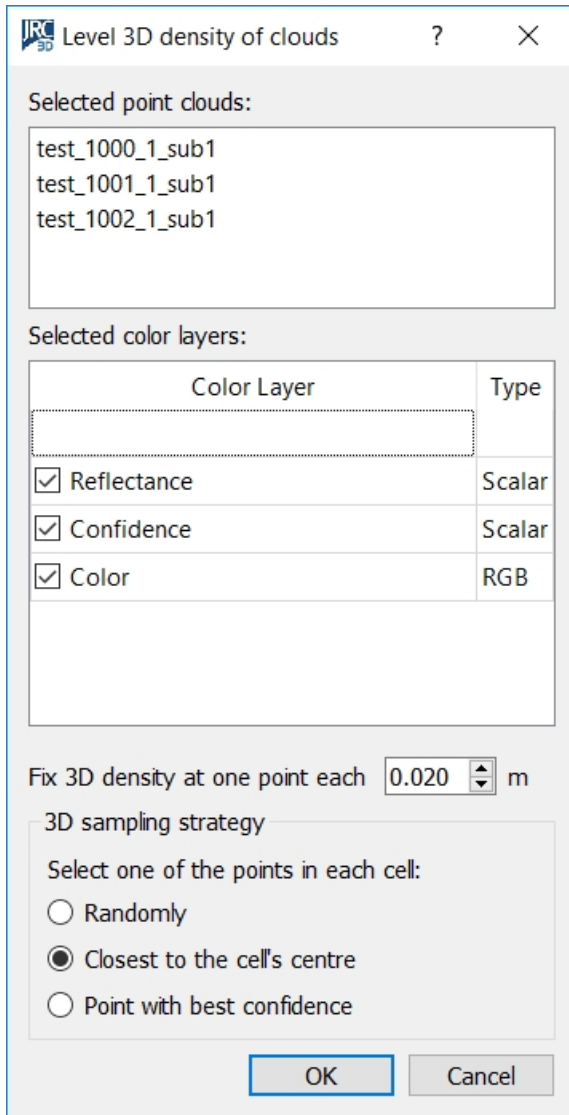 JRC 3D Level 3D density of clouds ?
Selected point clouds:
test_1000_1_sub1
test_1001_1_sub1
test_1002_1_sub1
Selected color layers:
Color Layer Type
Reflectance Scalar
Confidence Scalar
Color RGB
Fix 3D density at one point each 0.020 m
3D sampling strategy
Select one of the points in each cell:
Randomly
Closest to the cell's centre
Point with best confidence
OK Cancel